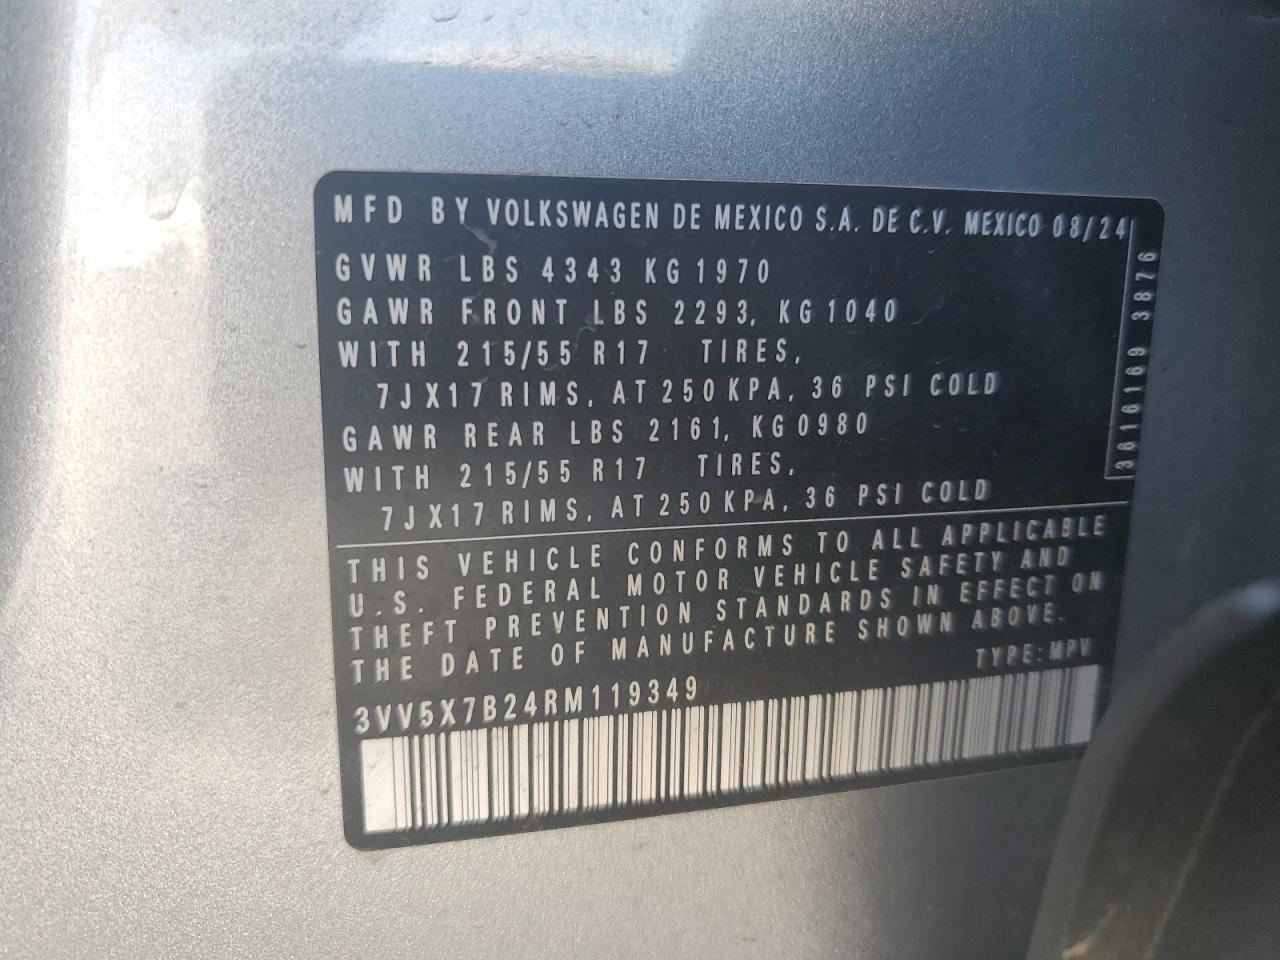 MFD BY VOLKSWAGEN DE MEXICO S.A. DE C.V. MEXICO 08/24
GVWR LBS 4343 KG 1970
GAWR FRONT LBS 2293, KG 1040
WITH 215/55 R17 TIRES,
7JX17 RIMS, AT 250 KPA, 36 PSI COLD
GAWR REAR LBS 2161, KG0980
WITH 215/55 R17 TIRES,
7JX17 RIMS, AT 250 KPA, 36 PSI COLD
3616169 3876
THIS VEHICLE CONFORMS TO ALL APPLICABLE
U.S. FEDERAL MOTOR VEHICLE SAFETY AND
THEFT PREVENTION STANDARDS IN EFFECT ON
THE DATE OF MANUFACTURE SHOWN ABOVE.
TYPE: MPV
3VV5X7B24RM119349